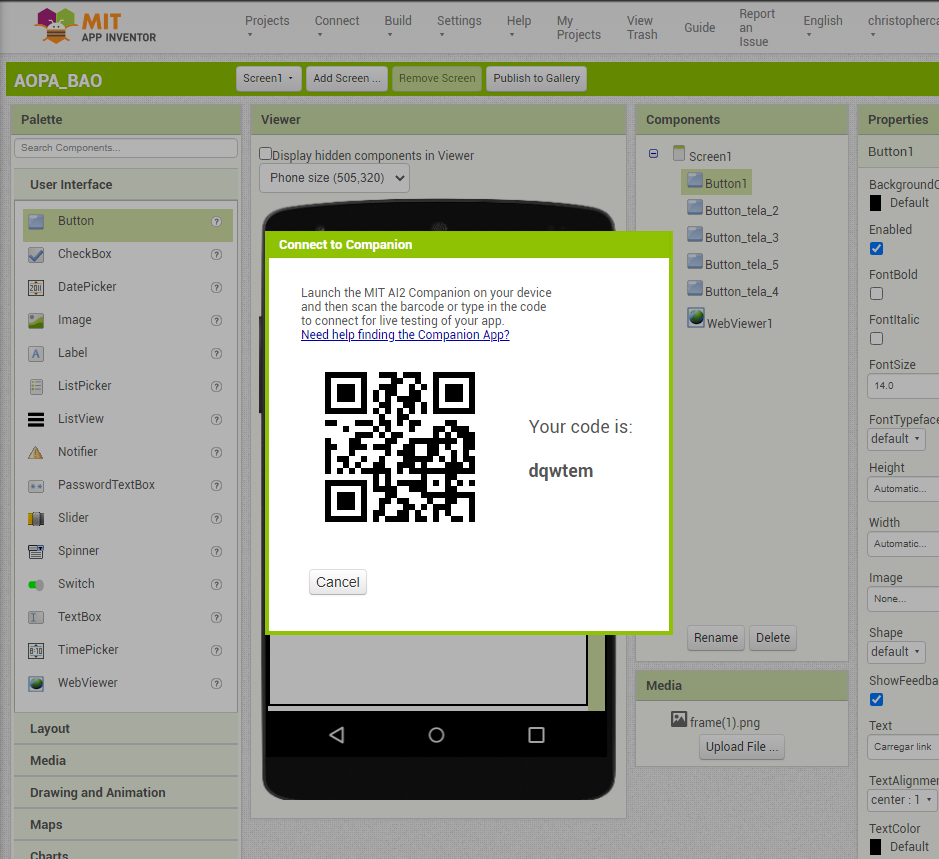 MIT
APP INVENTOR
Projects
Connect
Build
Settings
Help
My
Projects
View
Trash
Guide
Report
an
Issue
English
christopherca
AOPA_BAO
Screen1
Add Screen ...
Remove Screen
Publish to Gallery
Palette
Search Components...
User Interface
Button
CheckBox
DatePicker
Image
Label
ListPicker
ListView
Notifier
PasswordTextBox
Slider
Spinner
Switch
TextBox
TimePicker
WebViewer
Layout
Media
Drawing and Animation
Maps
Charts
Viewer
Display hidden components in Viewer
Phone size (505,320)
Connect to Companion
Launch the MIT AI2 Companion on your device
and then scan the barcode or type in the code
to connect for live testing of your app.
Need help finding the Companion App?
Your code is:
dqwtem
Cancel
Components
Screen1
Button1
Button_tela_2
Button_tela_3
Button_tela_5
Button_tela_4
WebViewer1
Rename
Delete
Media
frame(1).png
Upload File ...
Properties
Button1
BackgroundC
Default
Enabled
FontBold
FontItalic
FontSize
14.0
FontTypeface
default
Height
Automatic...
Width
Automatic...
Image
None...
Shape
default
ShowFeedba
Text
Carregar link
TextAlignmen
center : 1
TextColor
Default